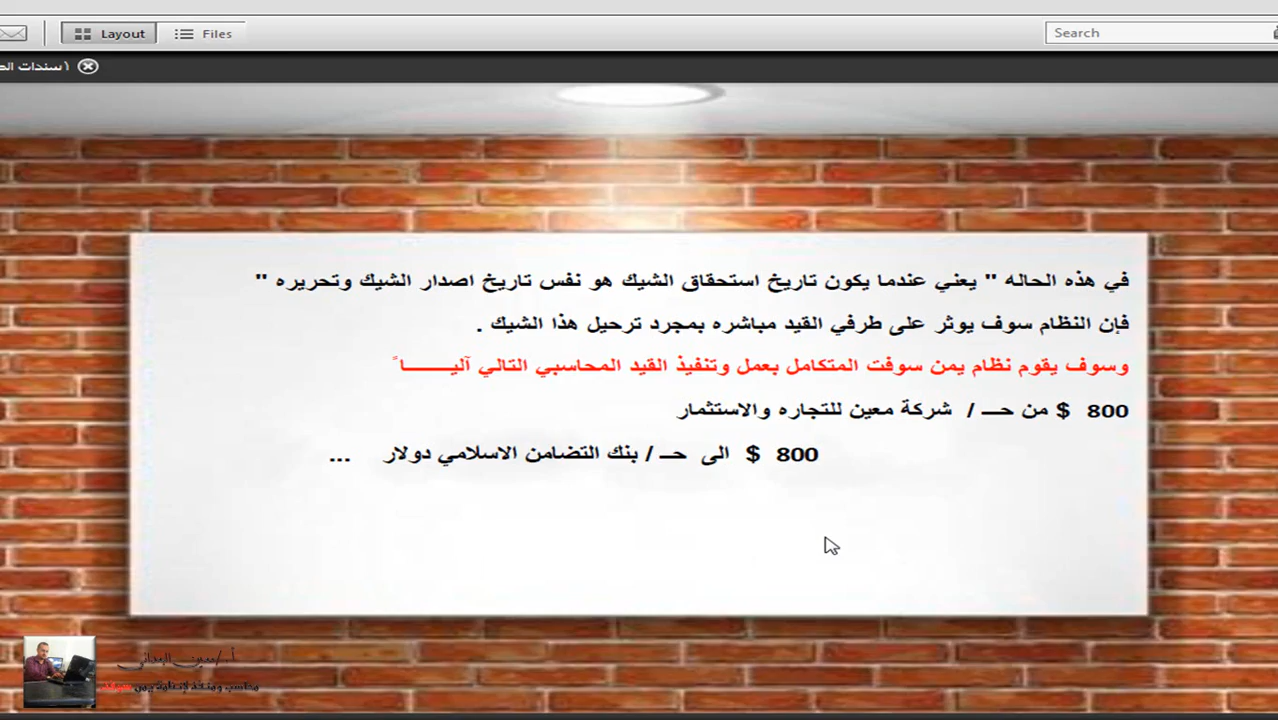 Layout
Files
Search
في هذه الحاله " يعني عندما يكون تاريخ استحقاق الشيك هو نفس تاريخ اصدار الشيك وتحريره "
فإن النظام سوف يوثر على طرفي القيد مباشره بمجرد ترحيل هذا الشيك .
وسوف يقوم نظام يمن سوفت المتكامل بعمل وتنفيذ القيد المحاسبي التالي آليــــــاً
800 $ من حـــ / شركة معين للتجاره والاستثمار
800 $ الى حـــ / بنك التضامن الاسلامي دولار ...